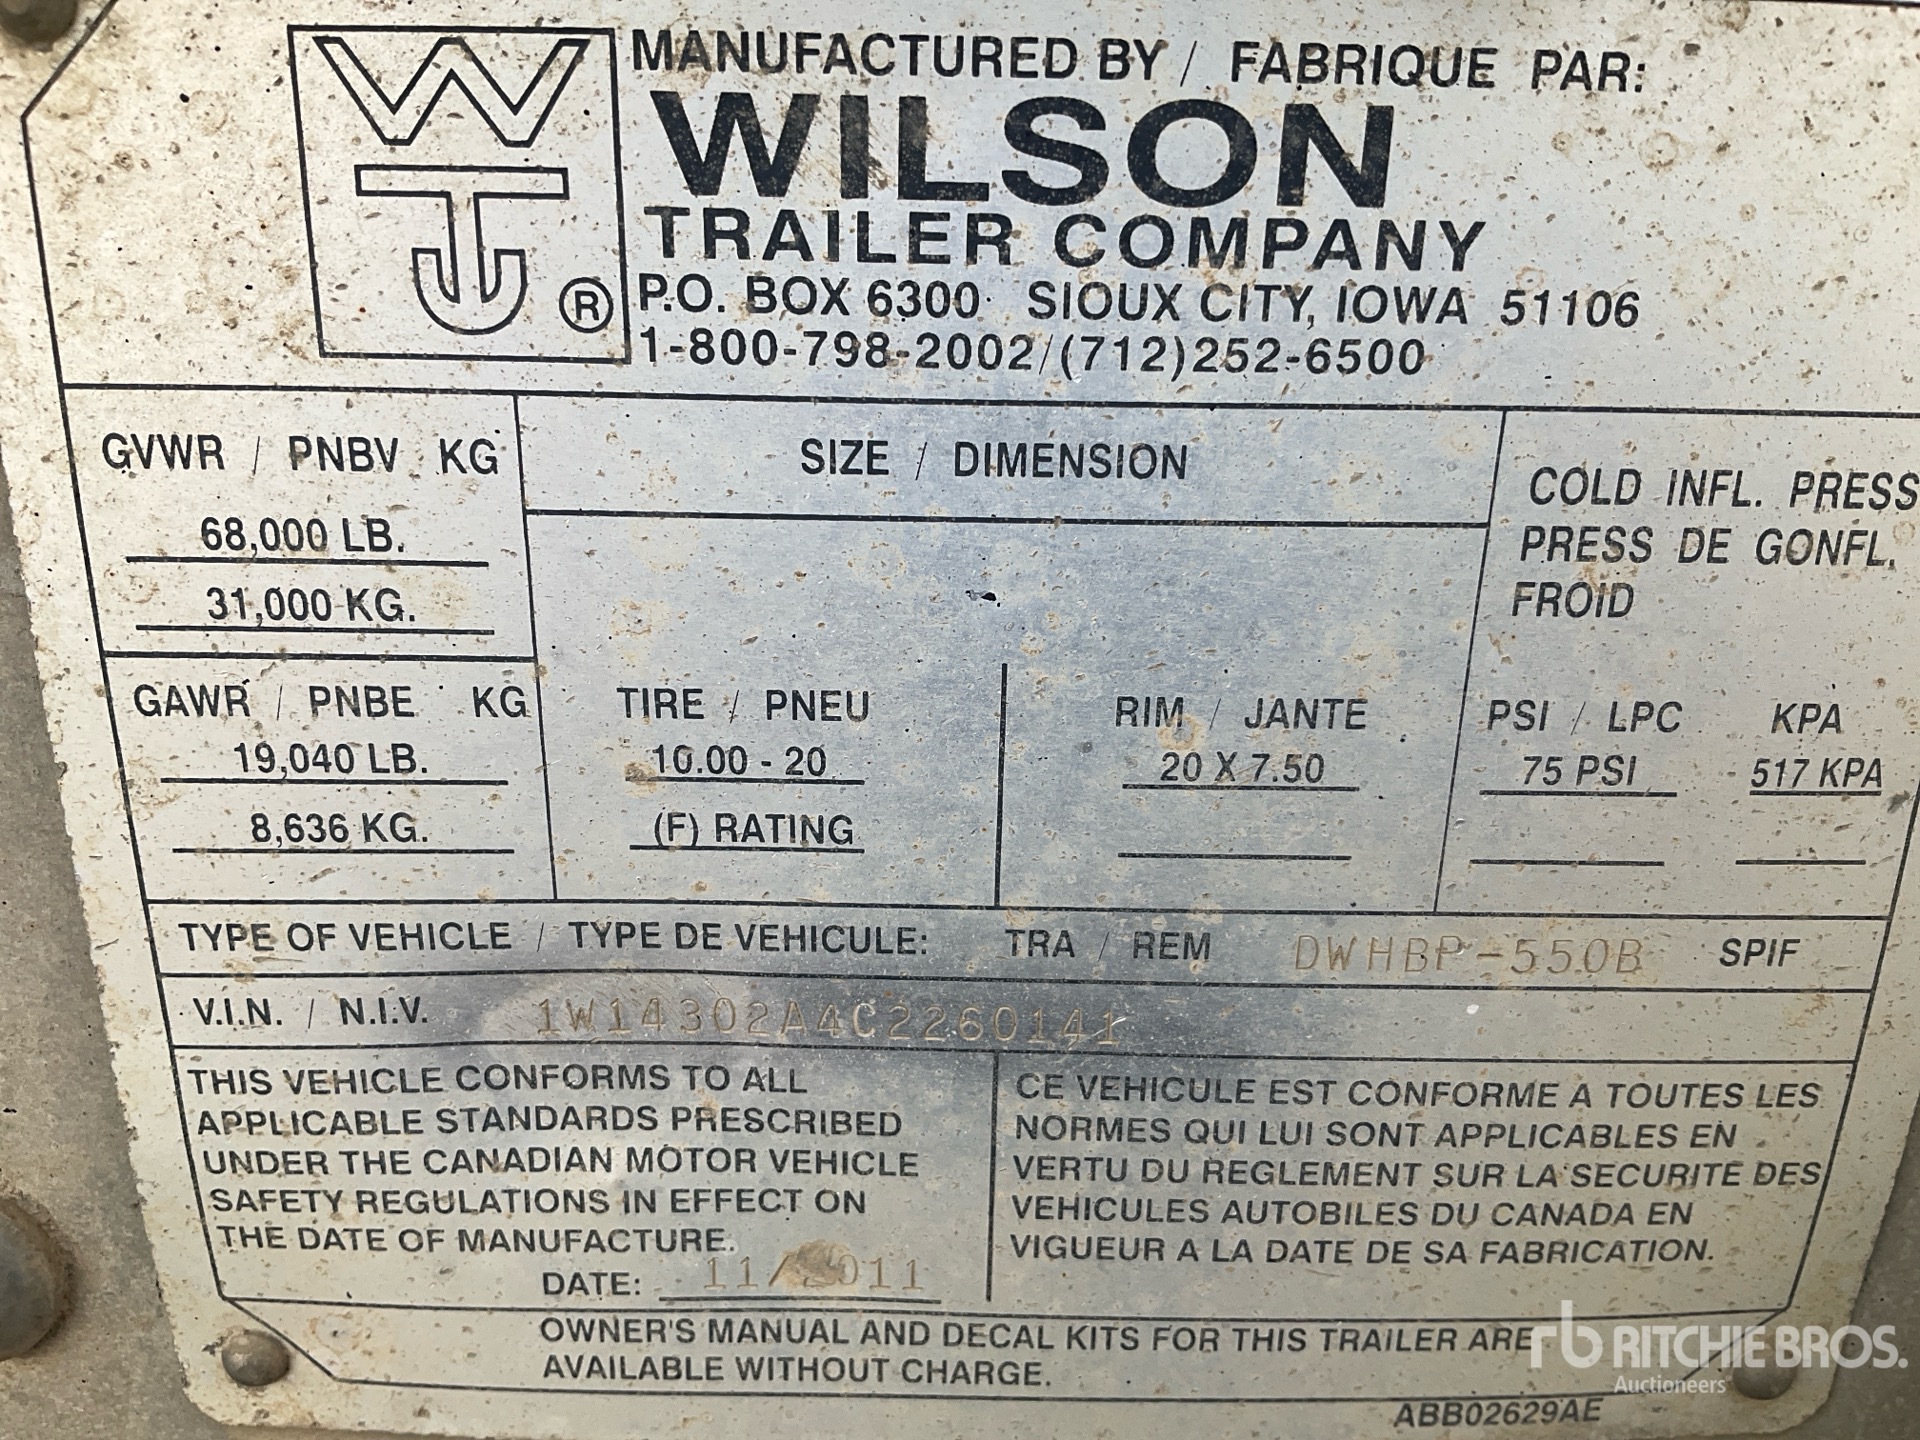 WTJ ®
MANUFACTURED BY / FABRIQUE PAR:
WILSON
TRAILER COMPANY
P.O. BOX 6300 SIOUX CITY, IOWA 51106
1-800-798-2002/(712)252-6500
GVWR / PNBV KG
68,000 LB.
31,000 KG.
SIZE / DIMENSION
COLD INFL. PRESS
PRESS DE GONFL.
FROID
GAWR / PNBE KG
19,040 LB.
8,636 KG.
TIRE / PNEU
10.00 - 20
(F) RATING
RIM / JANTE
20 X 7.50
PSI / LPC KPA
75 PSI 517 KPA
TYPE OF VEHICLE / TYPE DE VEHICULE: TRA / REM DWHBP-550B SPIF
V.I.N. / N.I.V. 1W14302A4C2260141
THIS VEHICLE CONFORMS TO ALL
APPLICABLE STANDARDS PRESCRIBED
UNDER THE CANADIAN MOTOR VEHICLE
SAFETY REGULATIONS IN EFFECT ON
THE DATE OF MANUFACTURE.
DATE: 11/2011
CE VEHICULE EST CONFORME A TOUTES LES
NORMES QUI LUI SONT APPLICABLES EN
VERTU DU REGLEMENT SUR LA SECURITE DES
VEHICULES AUTOBILES DU CANADA EN
VIGUEUR A LA DATE DE SA FABRICATION.
OWNER'S MANUAL AND DECAL KITS FOR THIS TRAILER ARE
AVAILABLE WITHOUT CHARGE.
ABB02629AE
rb RITCHIE BROS.
Auctioneers